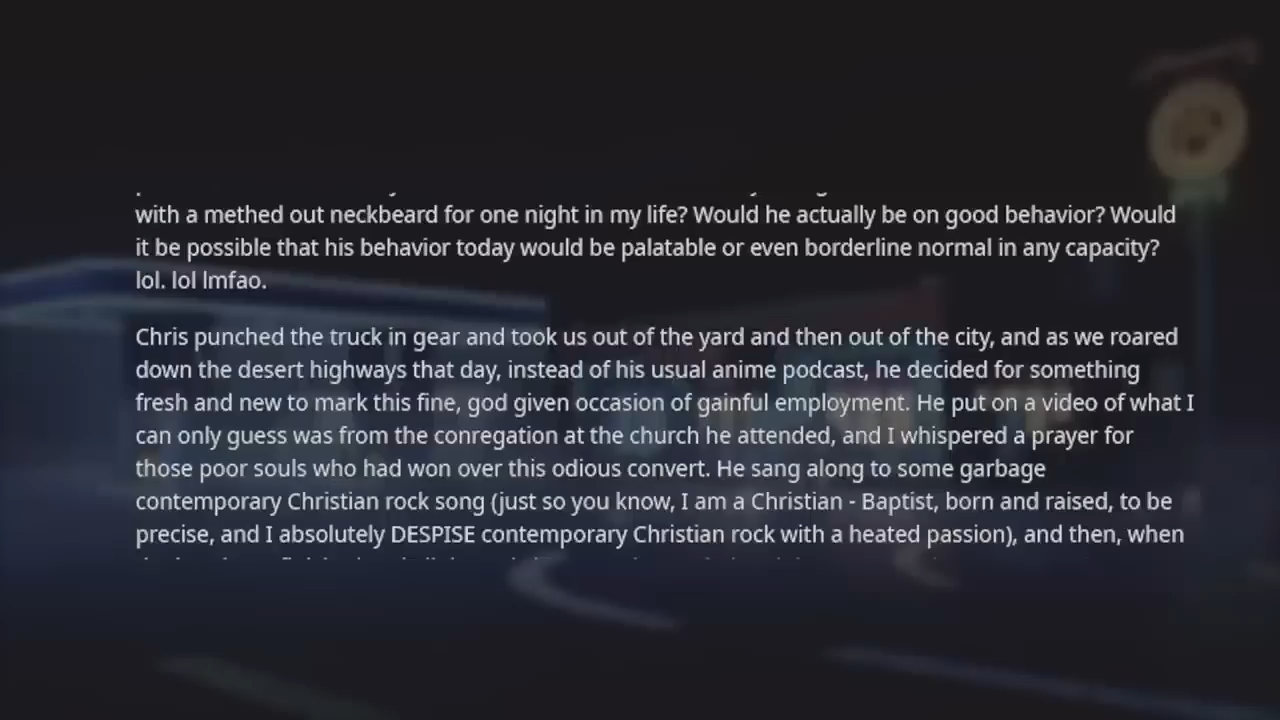 with a methed out neckbeard for one night in my life? Would he actually be on good behavior? Would
it be possible that his behavior today would be palatable or even borderline normal in any capacity?
lol. lol lmfao.
Chris punched the truck in gear and took us out of the yard and then out of the city, and as we roared
down the desert highways that day, instead of his usual anime podcast, he decided for something
fresh and new to mark this fine, god given occasion of gainful employment. He put on a video of what I
can only guess was from the conregation at the church he attended, and I whispered a prayer for
those poor souls who had won over this odious convert. He sang along to some garbage
contemporary Christian rock song (just so you know, I am a Christian - Baptist, born and raised, to be
precise, and I absolutely DESPISE contemporary Christian rock with a heated passion), and then, when